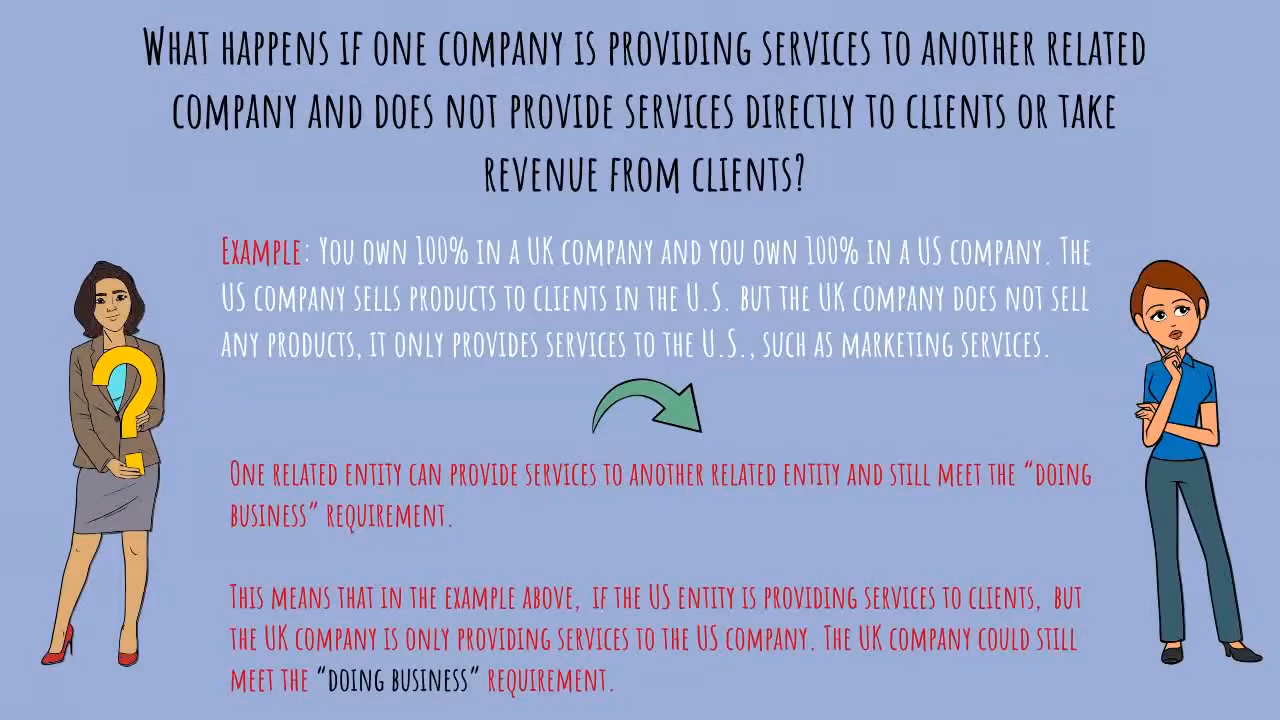 What happens if one company is providing services to another related
company and does not provide services directly to clients or take
revenue from clients?
Example: You own 100% in a UK company and you own 100% in a US company. The
US company sells products to clients in the U.S. but the UK company does not sell
any products, it only provides services to the U.S., such as marketing services.
One related entity can provide services to another related entity and still meet the “doing
business” requirement.
This means that in the example above, if the US entity is providing services to clients, but
the UK company is only providing services to the US company. The UK company could still
meet the “doing business” requirement.